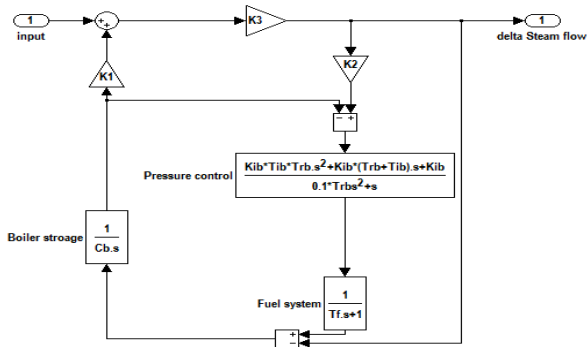 1
input
+
+
K3
1
delta Steam flow
K2
K1
− +
Pressure control
Kib*Tib*Trb.s²+Kib*(Trb+Tib).s+Kib
0.1*Trbs²+s
Boiler stroage
1
Cb.s
Fuel system
1
Tf.s+1
+
−